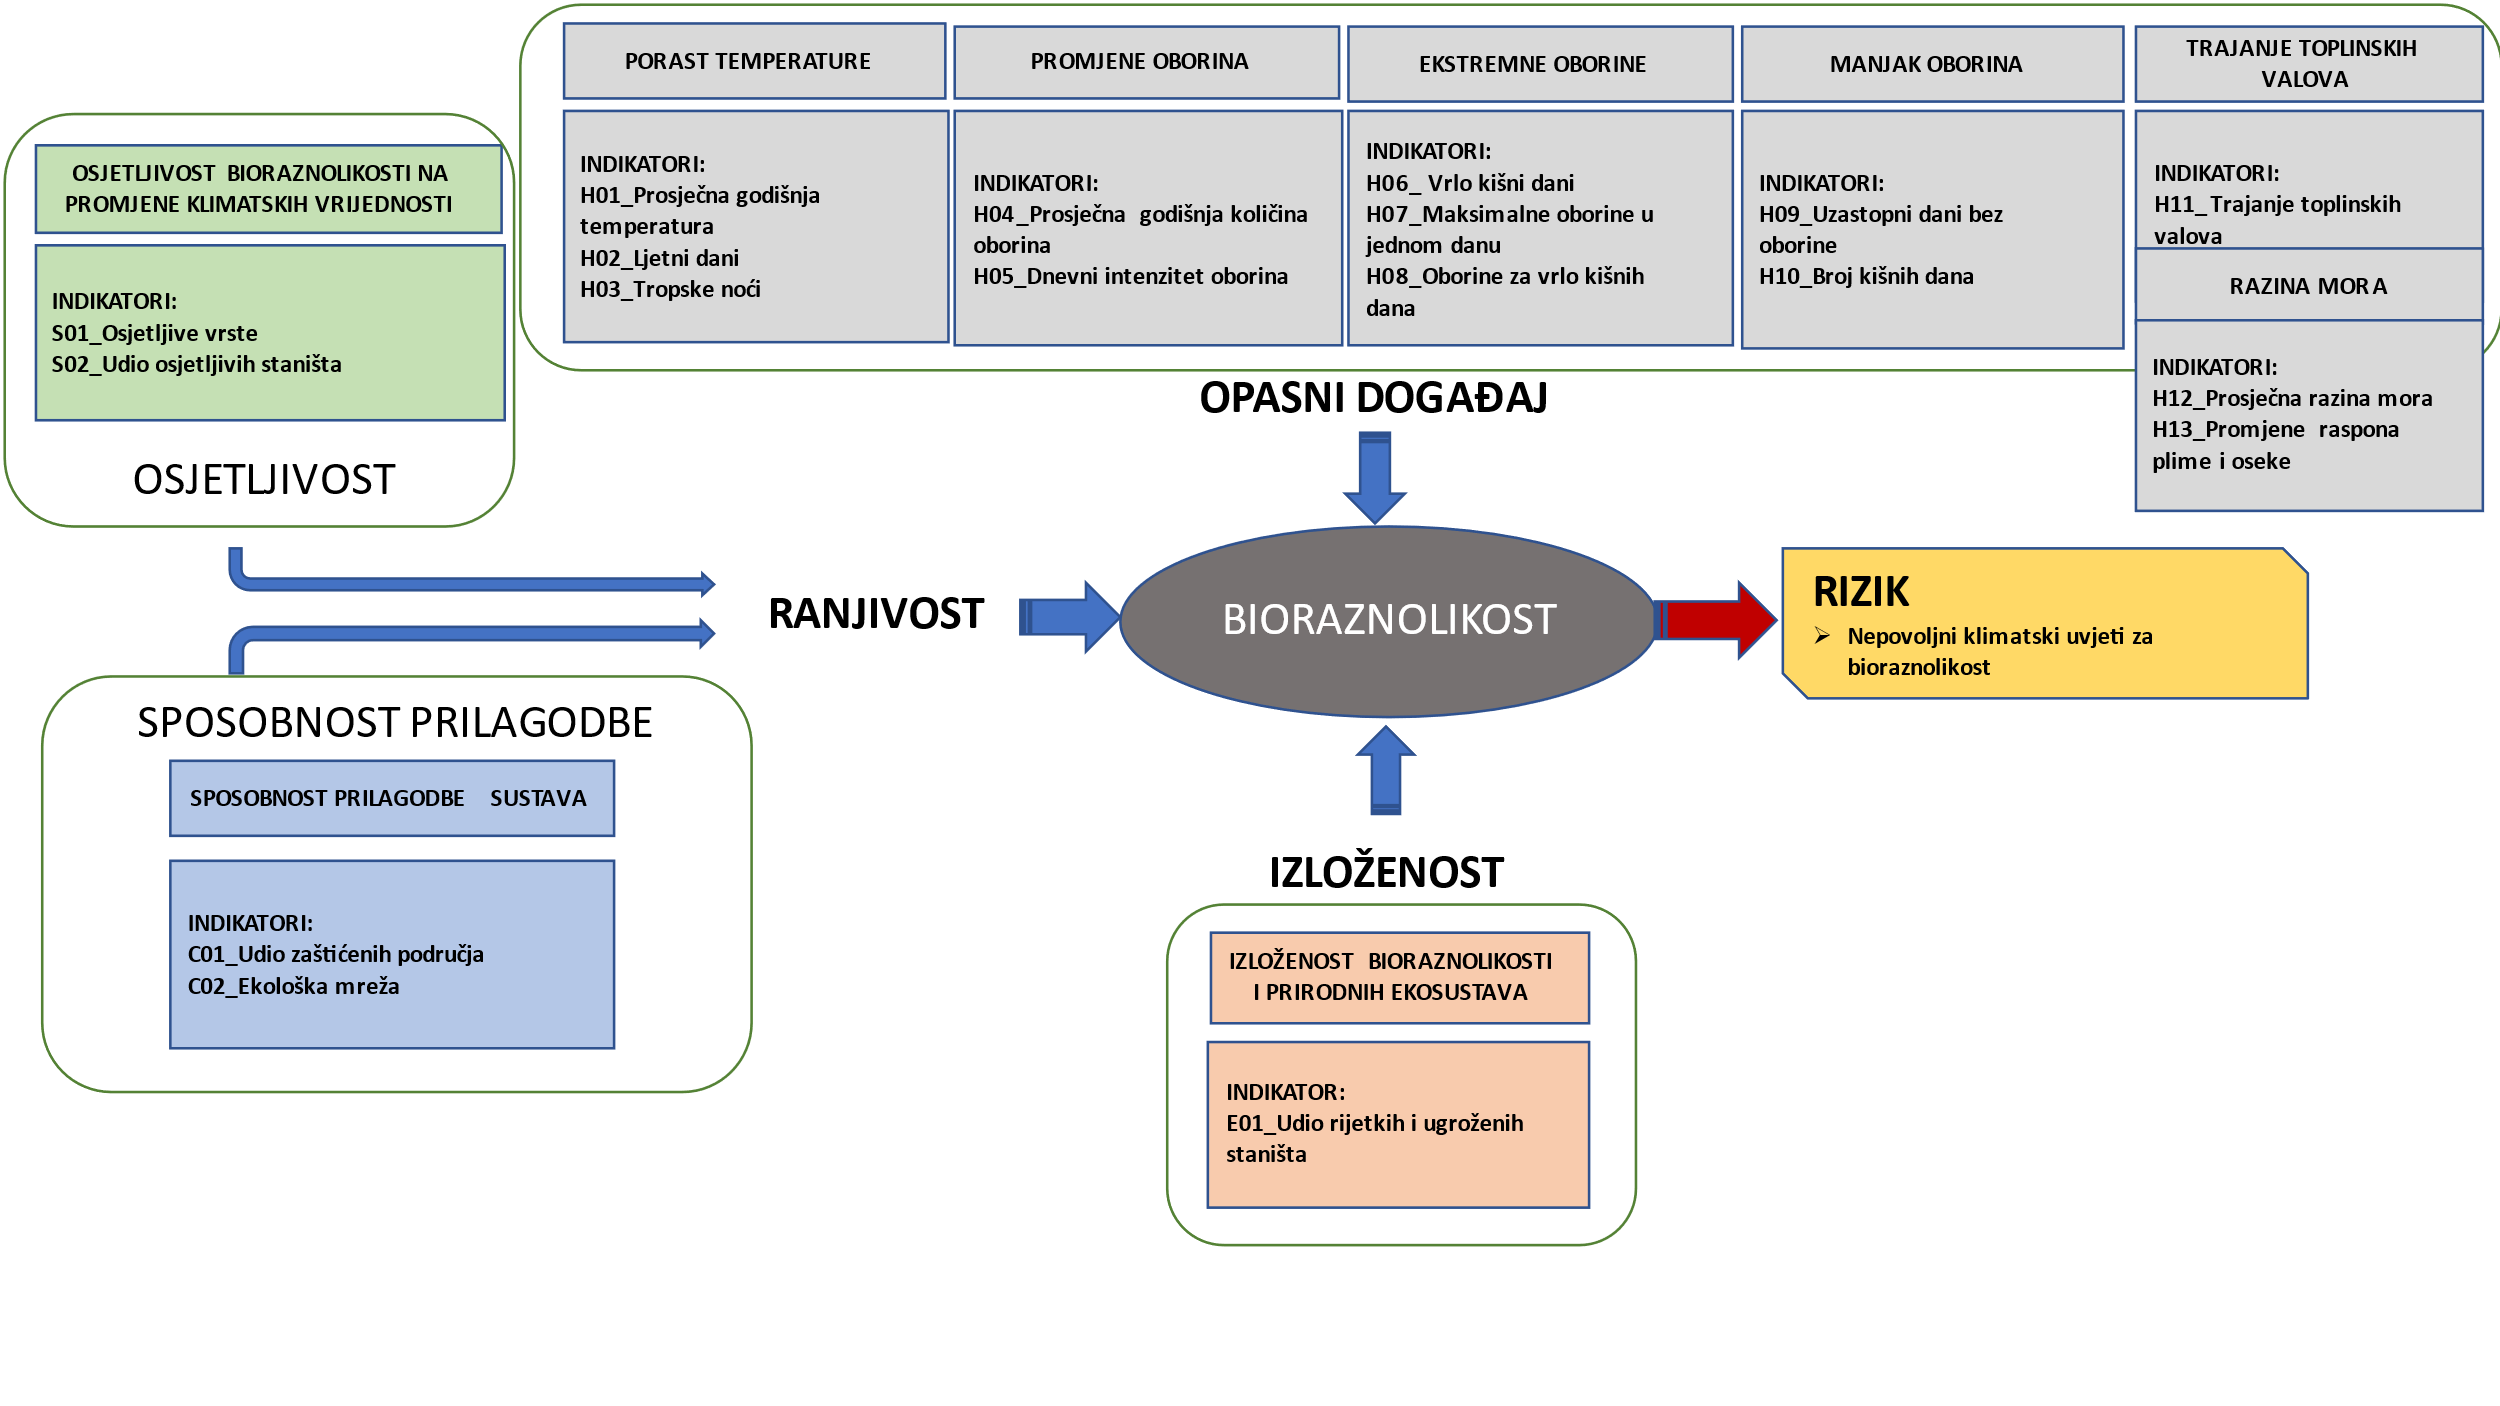 PORAST TEMPERATURE
INDIKATORI:
H01_Prosječna godišnja
temperatura
H02_Ljetni dani
H03_Tropske noći
PROMJENE OBORINA
INDIKATORI:
H04_Prosječna godišnja količina
oborina
H05_Dnevni intenzitet oborina
EKSTREMNE OBORINE
INDIKATORI:
H06_ Vrlo kišni dani
H07_Maksimalne oborine u
jednom danu
H08_Oborine za vrlo kišnih
dana
MANJAK OBORINA
INDIKATORI:
H09_Uzastopni dani bez
oborine
H10_Broj kišnih dana
TRAJANJE TOPLINSKIH
VALOVA
INDIKATORI:
H11_Trajanje toplinskih
valova
RAZINA MORA
INDIKATORI:
H12_Prosječna razina mora
H13_Promjene raspona
plime i oseke
OPASNI DOGAĐAJ
OSJETLJIVOST BIORAZNOLIKOSTI NA
PROMJENE KLIMATSKIH VRIJEDNOSTI
INDIKATORI:
S01_Osjetljive vrste
S02_Udio osjetljivih staništa
OSJETLJIVOST
RANJIVOST
BIORAZNOLIKOST
RIZIK
Nepovoljni klimatski uvjeti za
bioraznolikost
SPOSOBNOST PRILAGODBE
SPOSOBNOST PRILAGODBE SUSTAVA
INDIKATORI:
C01_Udio zaštićenih područja
C02_Ekološka mreža
IZLOŽENOST
IZLOŽENOST BIORAZNOLIKOSTI
I PRIRODNIH EKOSUSTAVA
INDIKATOR:
E01_Udio rijetkih i ugroženih
staništa